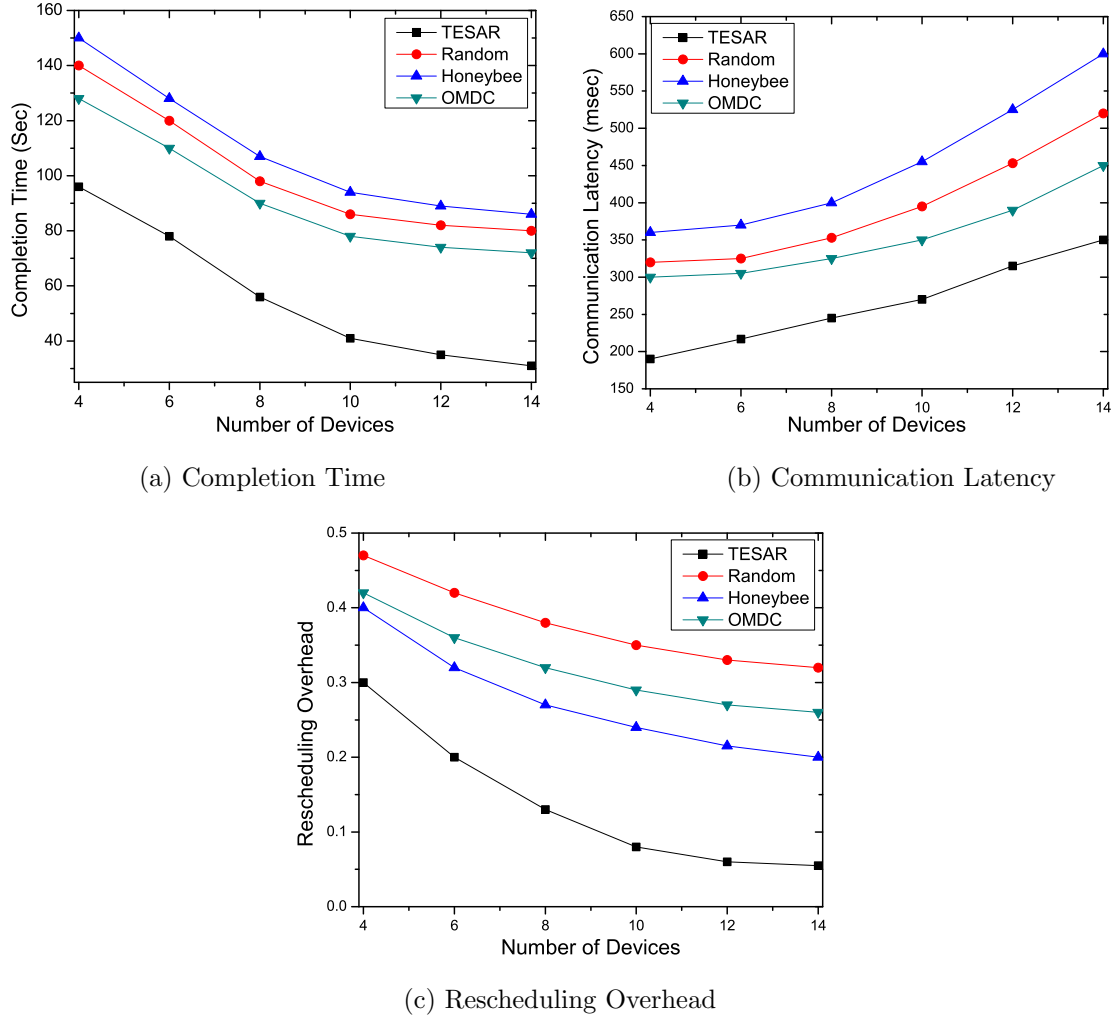 160
140
120
100
80
60
40
4 6 8 10 12 14
Completion Time (Sec)
Number of Devices
TESAR
Random
Honeybee
OMDC
(a) Completion Time
650
600
550
500
450
400
350
300
250
200
150
4 6 8 10 12 14
Communication Latency (msec)
Number of Devices
TESAR
Random
Honeybee
OMDC
(b) Communication Latency
0.5
0.4
0.3
0.2
0.1
0.0
4 6 8 10 12 14
Rescheduling Overhead
Number of Devices
TESAR
Random
Honeybee
OMDC
(c) Rescheduling Overhead